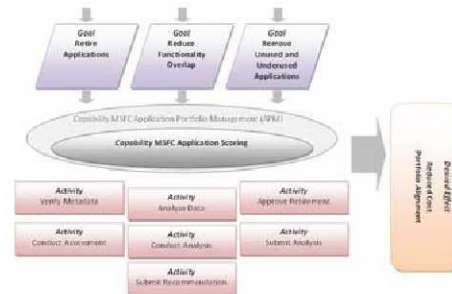 Goal
Retire
Applications
Goal
Reduce
Functionality
Overlap
Goal
Remove
Unused and
Underused
Applications
Capability MSFC Application Portfolio Management (APM)
Capability MSFC Application Scoring
Activity
Verify Metadata
Activity
Analyze Data
Activity
Approve Retirement
Activity
Conduct Assessment
Activity
Conduct Analysis
Activity
Submit Analysis
Activity
Submit Recommendation
Desired Effect
Reduced Cost
Portfolio Alignment